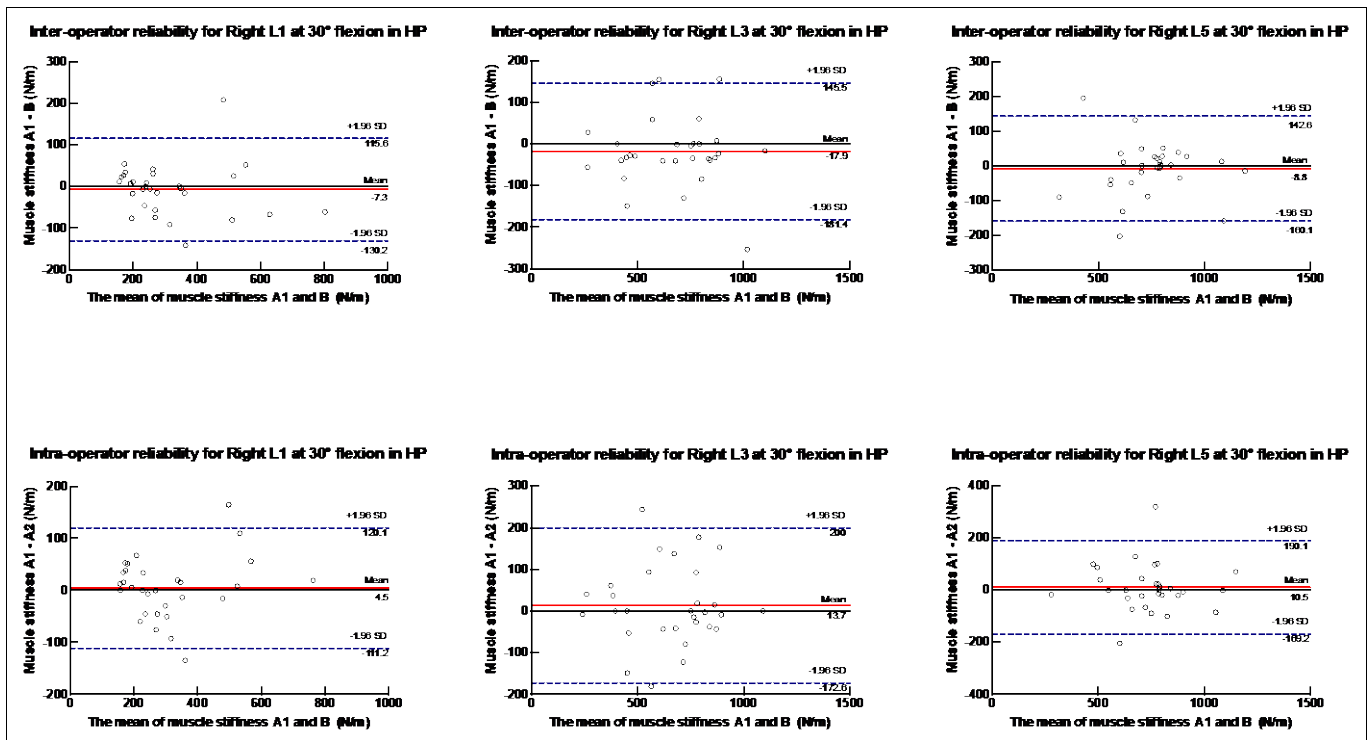 Inter-operator reliability for Right L1 at 30° flexion in HP
Muscle stiffness A1 - B (N/m)
300
200
100
0
-100
-200
+1.96 SD
115.6
Mean
-7.3
-1.96 SD
-130.2
0
200
400
600
800
1000
The mean of muscle stiffness A1 and B (N/m)
Inter-operator reliability for Right L3 at 30° flexion in HP
Muscle stiffness A1 - B (N/m)
200
100
0
-100
-200
-300
+1.96 SD
145.5
Mean
-17.9
-1.96 SD
-181.4
0
500
1000
1500
The mean of muscle stiffness A1 and B (N/m)
Inter-operator reliability for Right L5 at 30° flexion in HP
Muscle stiffness A1 - B (N/m)
300
200
100
0
-100
-200
-300
+1.96 SD
142.6
Mean
-8.8
-1.96 SD
-160.1
0
500
1000
1500
The mean of muscle stiffness A1 and B (N/m)
Intra-operator reliability for Right L1 at 30° flexion in HP
Muscle stiffness A1 - A2 (N/m)
200
100
0
-100
-200
+1.96 SD
120.1
Mean
4.5
-1.96 SD
-111.2
0
200
400
600
800
1000
The mean of muscle stiffness A1 and B (N/m)
Intra-operator reliability for Right L3 at 30° flexion in HP
Muscle stiffness A1 - A2 (N/m)
300
200
100
0
-100
-200
+1.96 SD
200
Mean
13.7
-1.96 SD
-172.6
0
500
1000
1500
The mean of muscle stiffness A1 and B (N/m)
Intra-operator reliability for Right L5 at 30° flexion in HP
Muscle stiffness A1 - A2 (N/m)
400
200
0
-200
-400
+1.96 SD
190.1
Mean
10.5
-1.96 SD
-169.2
0
500
1000
1500
The mean of muscle stiffness A1 and B (N/m)